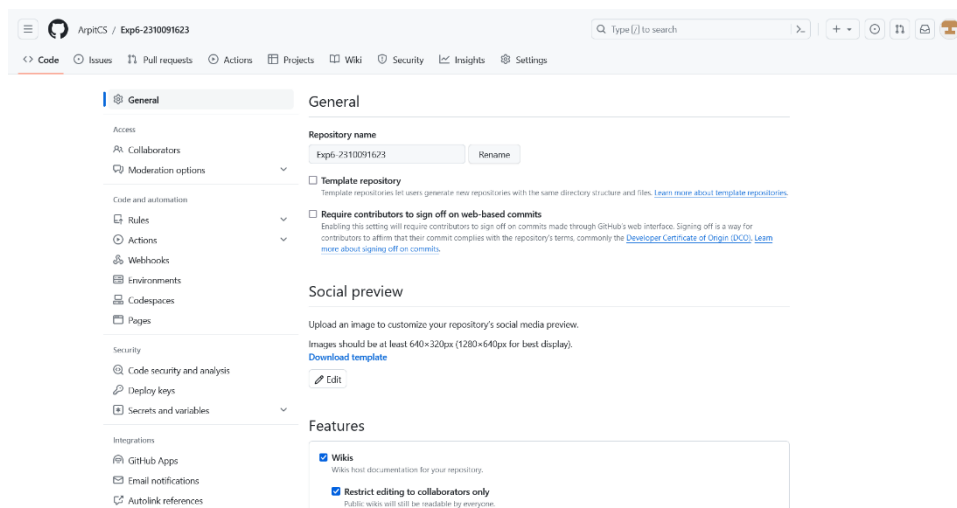 ArpitCS / Exp6-2310091623
Type [/] to search
Code Issues Pull requests Actions Projects Wiki Security Insights Settings
General
Access
Collaborators
Moderation options
Code and automation
Rules
Actions
Webhooks
Environments
Codespaces
Pages
Security
Code security and analysis
Deploy keys
Secrets and variables
Integrations
GitHub Apps
Email notifications
Autolink references
General
Repository name
Exp6-2310091623 Rename
Template repository
Template repositories let users generate new repositories with the same directory structure and files. Learn more about template repositories.
Require contributors to sign off on web-based commits
Enabling this setting will require contributors to sign off on commits made through GitHub's web interface. Signing off is a way for
contributors to affirm that their commit complies with the repository's terms, commonly the Developer Certificate of Origin (DCO). Learn
more about signing off on commits.
Social preview
Upload an image to customize your repository's social media preview.
Images should be at least 640×320px (1280×640px for best display).
Download template
Edit
Features
Wikis
Wikis host documentation for your repository.
Restrict editing to collaborators only
Public wikis will still be readable by everyone.